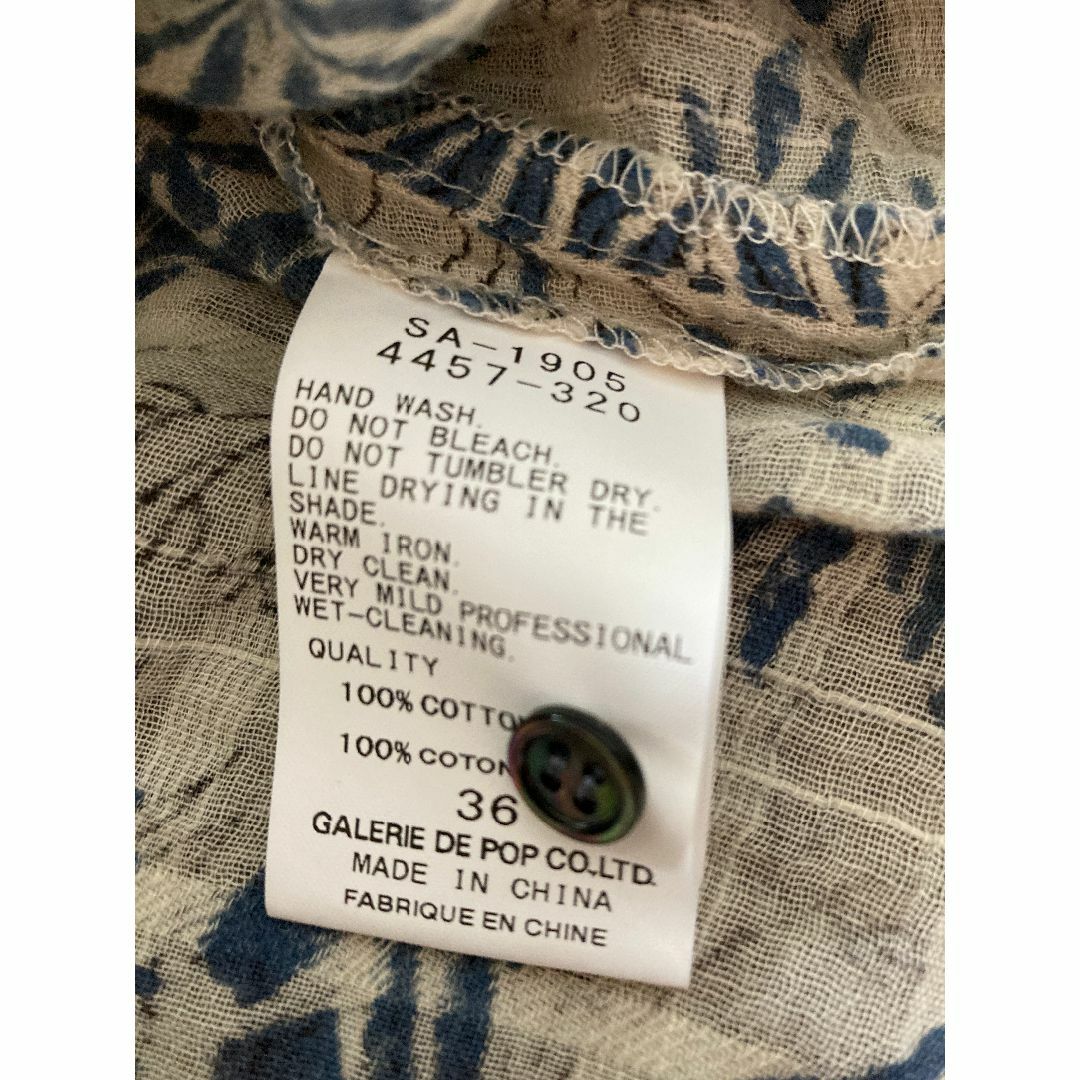 SA-1905
4457-320
HAND WASH.
DO NOT BLEACH.
DO NOT TUMBLER DRY.
LINE DRYING IN THE
SHADE.
WARM IRON.
DRY CLEAN.
VERY MILD PROFESSIONAL
WET-CLEANING.
QUALITY
100% COTTO
100% COTON
36
GALERIE DE POP CO.LTD.
MADE IN CHINA
FABRIQUE EN CHINE